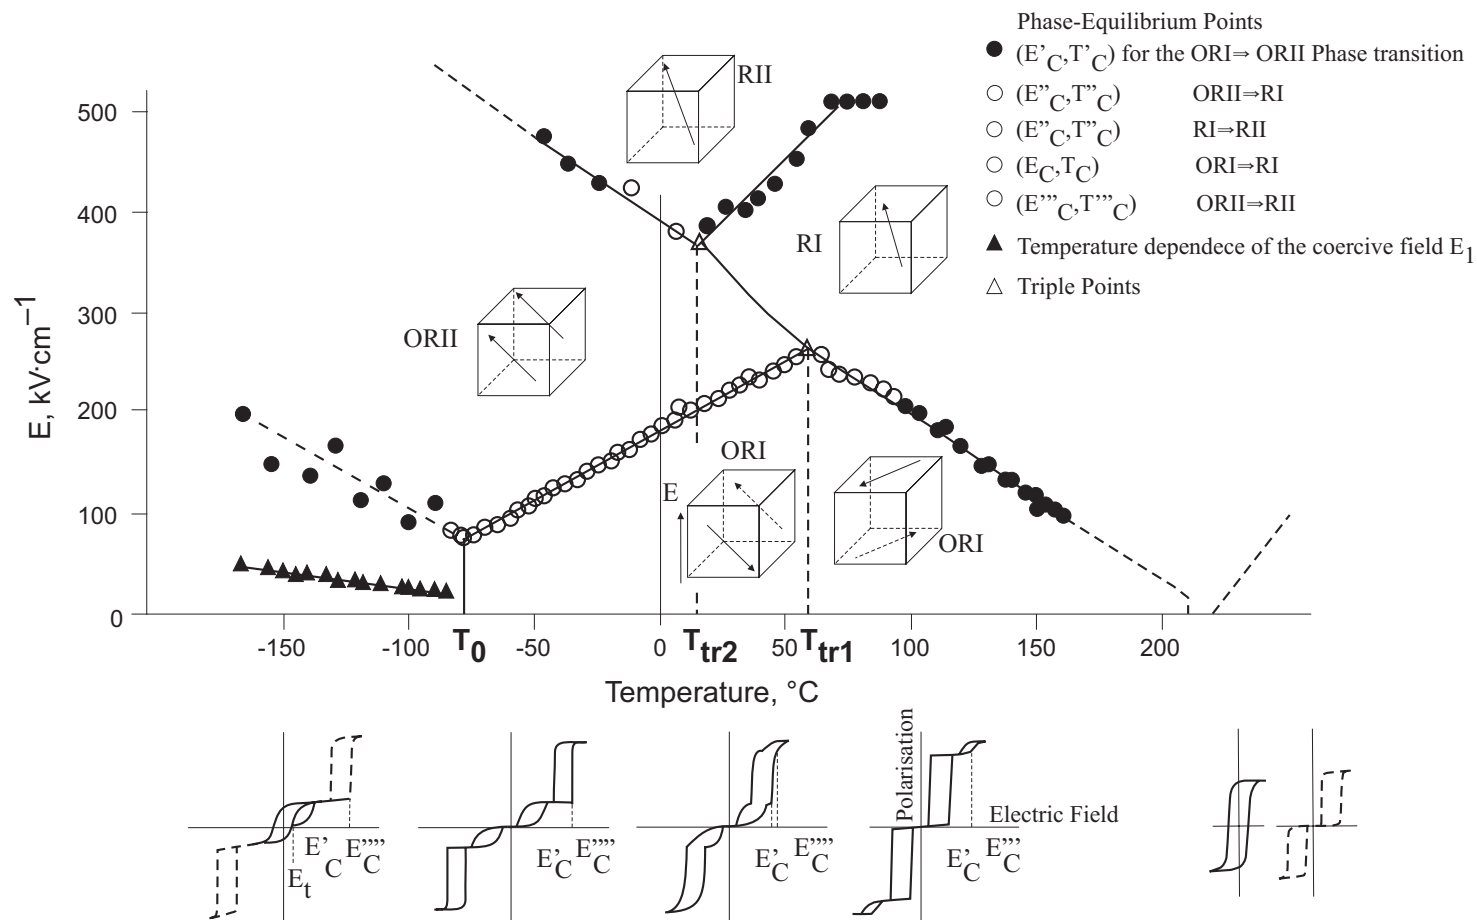 Phase-Equilibrium Points
(E'C,T'C) for the ORI⇒ ORII Phase transition
(E''C,T''C) ORII⇒RI
(E''C,T''C) RI⇒RII
(EC,TC) ORI⇒RI
(E'''C,T'''C) ORII⇒RII
Temperature dependece of the coercive field E1
Triple Points
RII
RI
ORII
ORI
E
ORI
E, kV·cm⁻¹
500
400
300
200
100
0
-150
-100
T0
-50
0
Ttr2
50
Ttr1
100
150
200
Temperature, °C
E'C E''''C
Et
E'C E''''C
E'C E''''C
Polarisation
Electric Field
E'C E''''C